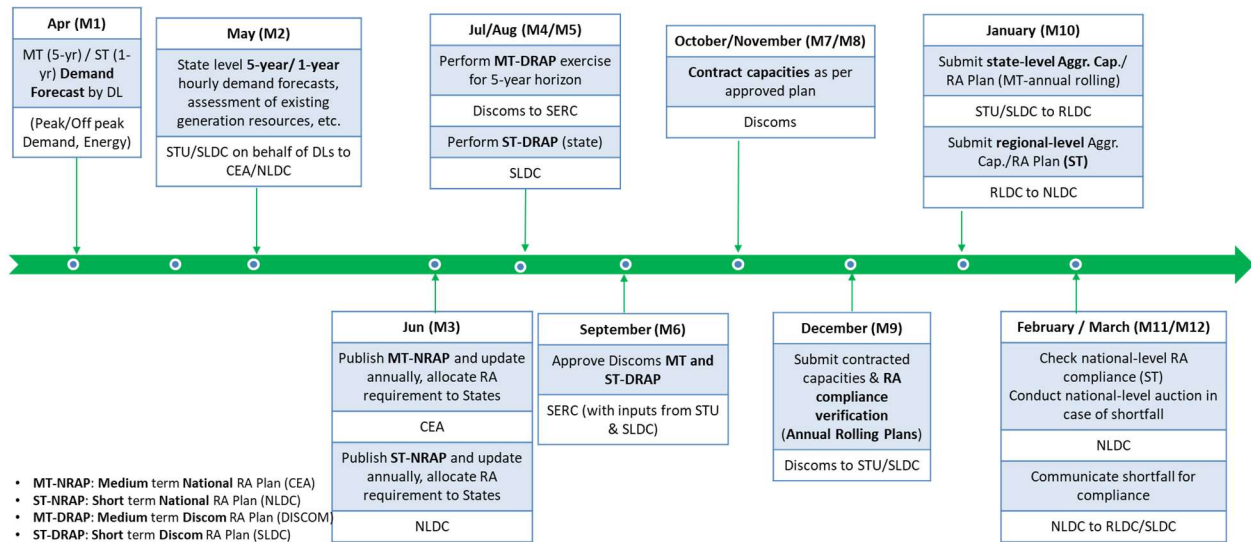 Apr (M1)
MT (5-yr) / ST (1-
yr) Demand
Forecast by DL
(Peak/Off peak
Demand, Energy)
May (M2)
State level 5-year/ 1-year
hourly demand forecasts,
assessment of existing
generation resources, etc.
STU/SLDC on behalf of DLs to
CEA/NLDC
Jul/Aug (M4/M5)
Perform MT-DRAP exercise
for 5-year horizon
Discoms to SERC
Perform ST-DRAP (state)
SLDC
October/November (M7/M8)
Contract capacities as per
approved plan
Discoms
January (M10)
Submit state-level Aggr. Cap./
RA Plan (MT-annual rolling)
STU/SLDC to RLDC
Submit regional-level Aggr.
Cap./RA Plan (ST)
RLDC to NLDC
Jun (M3)
Publish MT-NRAP and update
annually, allocate RA
requirement to States
CEA
Publish ST-NRAP and update
annually, allocate RA
requirement to States
NLDC
September (M6)
Approve Discoms MT and
ST-DRAP
SERC (with inputs from STU
& SLDC)
December (M9)
Submit contracted
capacities & RA
compliance
verification
(Annual Rolling Plans)
Discoms to STU/SLDC
February / March (M11/M12)
Check national-level RA
compliance (ST)
Conduct national-level auction in
case of shortfall
NLDC
Communicate shortfall for
compliance
NLDC to RLDC/SLDC
• MT-NRAP: Medium term National RA Plan (CEA)
• ST-NRAP: Short term National RA Plan (NLDC)
• MT-DRAP: Medium term Discom RA Plan (DISCOM)
• ST-DRAP: Short term Discom RA Plan (SLDC)